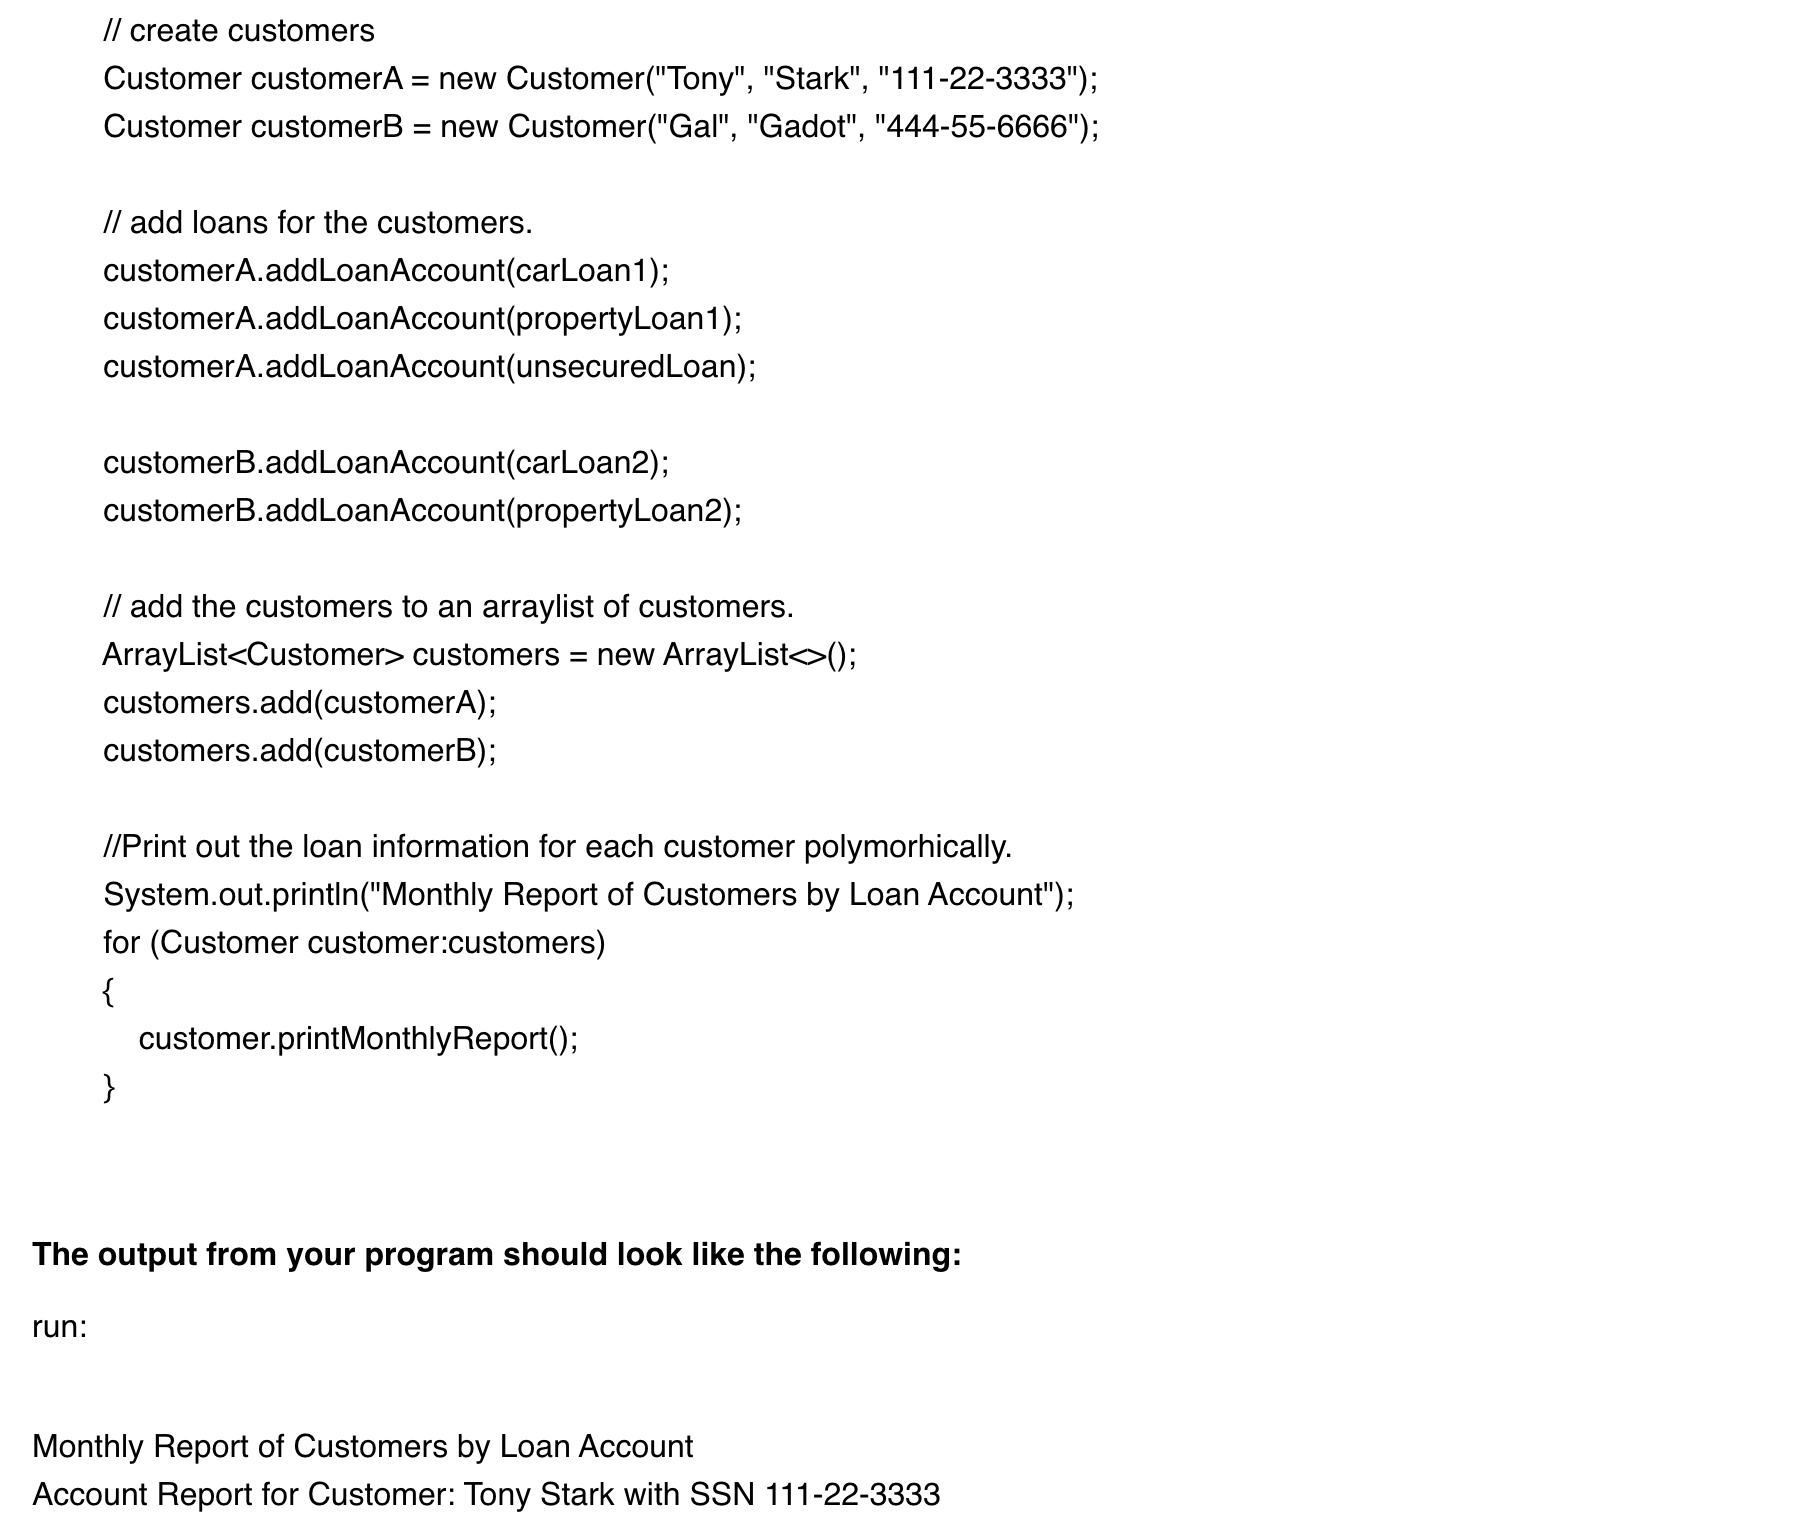 // create customers
Customer customerA = new Customer("Tony", "Stark", "111-22-3333");
Customer customerB = new Customer("Gal", "Gadot", "444-55-6666");
// add loans for the customers.
customerA.addLoanAccount(carLoan1);
customerA.addLoanAccount(propertyLoan1);
customerA.addLoanAccount(unsecuredLoan);
customerB.addLoanAccount(carLoan2);
customerB.addLoanAccount(propertyLoan2);
// add the customers to an arraylist of customers.
ArrayList<Customer> customers = new ArrayList<>();
customers.add(customerA);
customers.add(customerB);
//Print out the loan information for each customer polymorhically.
System.out.println("Monthly Report of Customers by Loan Account");
for (Customer customer:customers)
{
customer.printMonthlyReport();
}
The output from your program should look like the following:
run:
Monthly Report of Customers by Loan Account
Account Report for Customer: Tony Stark with SSN 111-22-3333